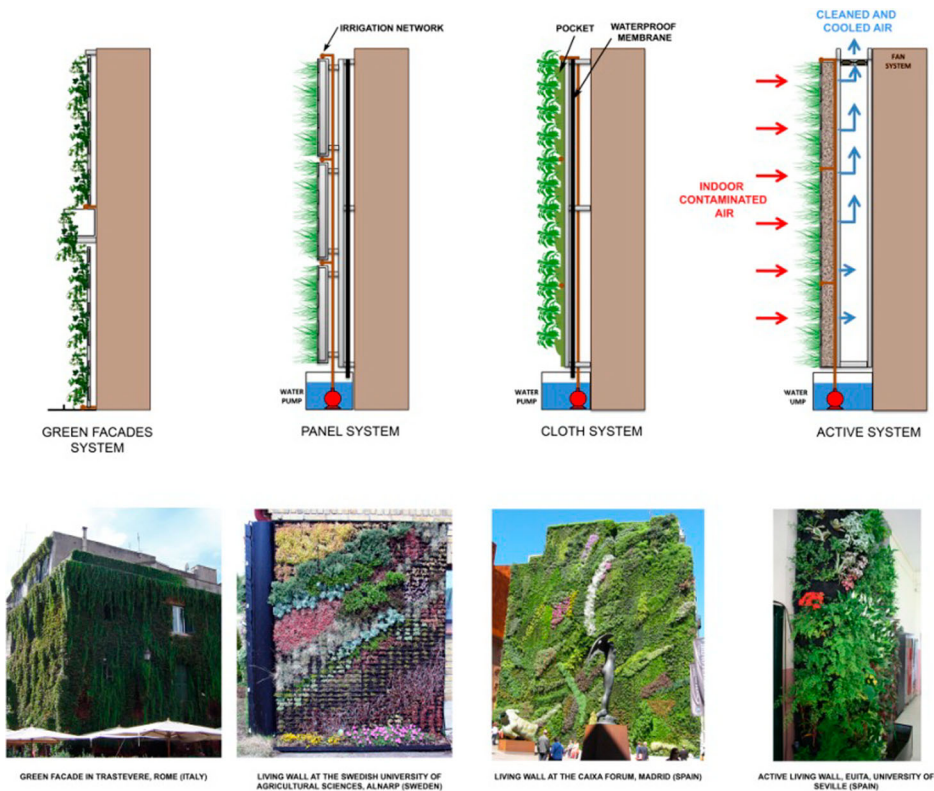 IRRIGATION NETWORK
POCKET
WATERPROOF
MEMBRANE
CLEANED AND
COOLED AIR
FAN
SYSTEM
INDOOR
CONTAMINATED
AIR
WATER
PUMP
WATER
PUMP
WATER
UMP
GREEN FACADES
SYSTEM
PANEL SYSTEM
CLOTH SYSTEM
ACTIVE SYSTEM
GREEN FACADE IN TRASTEVERE, ROME (ITALY)
LIVING WALL AT THE SWEDISH UNIVERSITY OF
AGRICULTURAL SCIENCES, ALNARP (SWEDEN)
LIVING WALL AT THE CAIXA FORUM, MADRID (SPAIN)
ACTIVE LIVING WALL, EUITA, UNIVERSITY OF
SEVILLE (SPAIN)